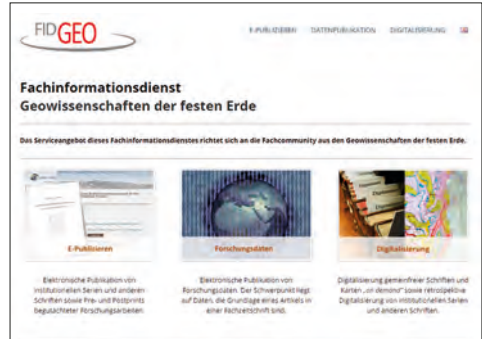 FIDGEO
E-PUBLIZIEREN DATENPUBLIKATION DIGITALISIERUNG
Fachinformationsdienst
Geowissenschaften der festen Erde
Das Serviceangebot dieses Fachinformationsdienstes richtet sich an die Fachcommunity aus den Geowissenschaften der festen Erde.
E-Publizieren
Elektronische Publikation von
institutionellen Serien und anderen
Schriften sowie Pre- und Postprints
begutachteter Forschungsarbeiten.
Forschungsdaten
Elektronische Publikation von
Forschungsdaten. Der Schwerpunkt liegt
auf Daten, die Grundlage eines Artikels in
einer Fachzeitschrift sind.
Digitalisierung
Digitalisierung gemeinfreier Schriften und
Karten „on demand“ sowie retrospektive
Digitalisierung von institutionellen Serien
und anderen Schriften.